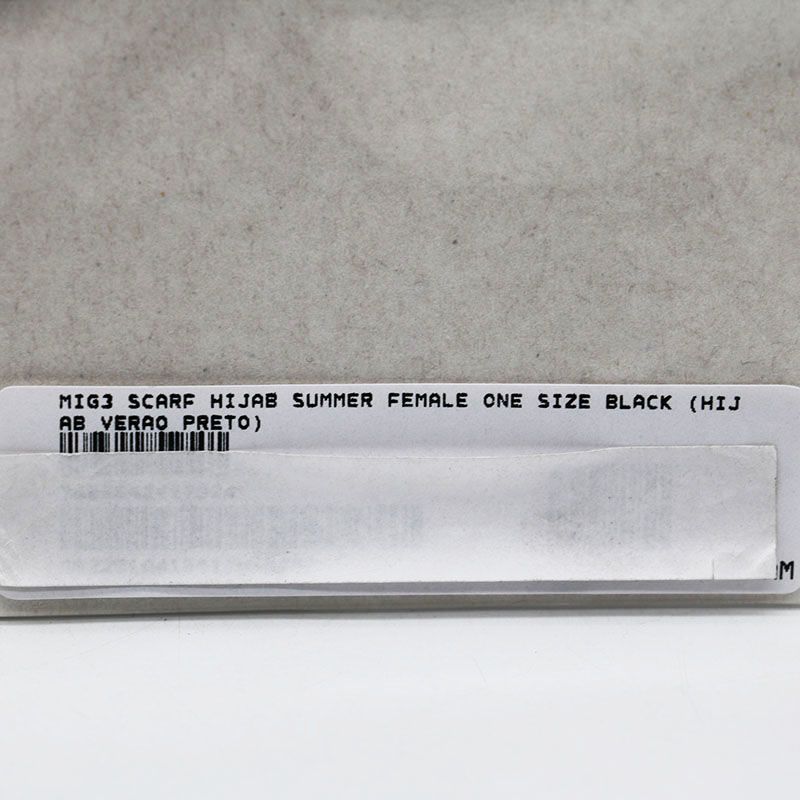 MIG3 SCARF HIJAB SUMMER FEMALE ONE SIZE BLACK (HIJ
AB VERAO PRETO)